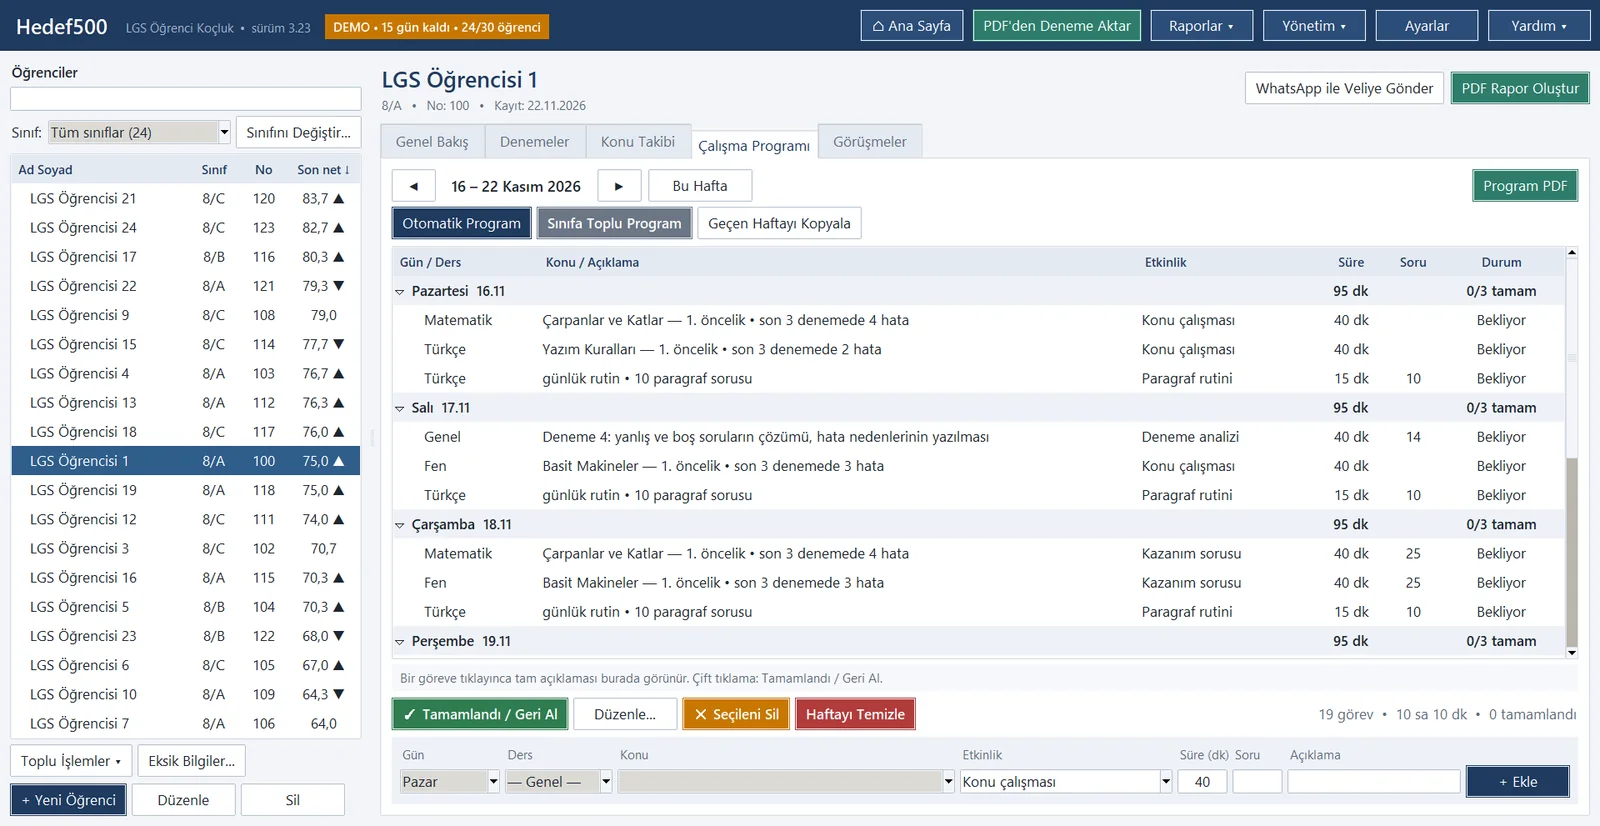 Hedef500 LGS Öğrenci Koçluk • sürüm 3.23 DEMO • 15 gün kaldı • 24/30 öğrenci ⌂ Ana Sayfa PDF'den Deneme Aktar Raporlar ▾ Yönetim ▾ Ayarlar Yardım ▾
Öğrenciler
Sınıf: Tüm sınıflar (24) Sınıfını Değiştir...
Ad Soyad Sınıf No Son net ↓
LGS Öğrencisi 21 8/C 120 83,7 ▲
LGS Öğrencisi 24 8/C 123 82,7 ▲
LGS Öğrencisi 17 8/B 116 80,3 ▲
LGS Öğrencisi 22 8/A 121 79,3 ▼
LGS Öğrencisi 9 8/C 108 79,0
LGS Öğrencisi 15 8/C 114 77,7 ▼
LGS Öğrencisi 4 8/A 103 76,7 ▲
LGS Öğrencisi 13 8/A 112 76,3 ▲
LGS Öğrencisi 18 8/C 117 76,0 ▲
LGS Öğrencisi 1 8/A 100 75,0 ▲
LGS Öğrencisi 19 8/A 118 75,0 ▲
LGS Öğrencisi 12 8/C 111 74,0 ▲
LGS Öğrencisi 3 8/C 102 70,7
LGS Öğrencisi 16 8/A 115 70,3 ▲
LGS Öğrencisi 5 8/B 104 70,3 ▲
LGS Öğrencisi 23 8/B 122 68,0 ▼
LGS Öğrencisi 6 8/C 105 67,0 ▲
LGS Öğrencisi 10 8/A 109 64,3 ▼
LGS Öğrencisi 7 8/A 106 64,0
Toplu İşlemler ▾ Eksik Bilgiler...
+ Yeni Öğrenci Düzenle Sil
LGS Öğrencisi 1
8/A • No: 100 • Kayıt: 22.11.2026
WhatsApp ile Veliye Gönder PDF Rapor Oluştur
Genel Bakış Denemeler Konu Takibi Çalışma Programı Görüşmeler
◄ 16 – 22 Kasım 2026 ► Bu Hafta Program PDF
Otomatik Program Sınıfa Toplu Program Geçen Haftayı Kopyala
Gün / Ders Konu / Açıklama Etkinlik Süre Soru Durum
Pazartesi 16.11 95 dk 0/3 tamam
Matematik Çarpanlar ve Katlar — 1. öncelik • son 3 denemede 4 hata Konu çalışması 40 dk Bekliyor
Türkçe Yazım Kuralları — 1. öncelik • son 3 denemede 2 hata Konu çalışması 40 dk Bekliyor
Türkçe günlük rutin • 10 paragraf sorusu Paragraf rutini 15 dk 10 Bekliyor
Salı 17.11 95 dk 0/3 tamam
Genel Deneme 4: yanlış ve boş soruların çözümü, hata nedenlerinin yazılması Deneme analizi 40 dk 14 Bekliyor
Fen Basit Makineler — 1. öncelik • son 3 denemede 3 hata Konu çalışması 40 dk Bekliyor
Türkçe günlük rutin • 10 paragraf sorusu Paragraf rutini 15 dk 10 Bekliyor
Çarşamba 18.11 95 dk 0/3 tamam
Matematik Çarpanlar ve Katlar — 1. öncelik • son 3 denemede 4 hata Kazanım sorusu 40 dk 25 Bekliyor
Fen Basit Makineler — 1. öncelik • son 3 denemede 3 hata Kazanım sorusu 40 dk 25 Bekliyor
Türkçe günlük rutin • 10 paragraf sorusu Paragraf rutini 15 dk 10 Bekliyor
Perşembe 19.11 95 dk 0/3 tamam
Bir göreve tıklayınca tam açıklaması burada görünür. Çift tıklama: Tamamlandı / Geri Al.
✓ Tamamlandı / Geri Al Düzenle... ✕ Seçileni Sil Haftayı Temizle 19 görev • 10 sa 10 dk • 0 tamamlandı
Gün Ders Konu Etkinlik Süre (dk) Soru Açıklama
Pazar — Genel — Konu çalışması 40 + Ekle